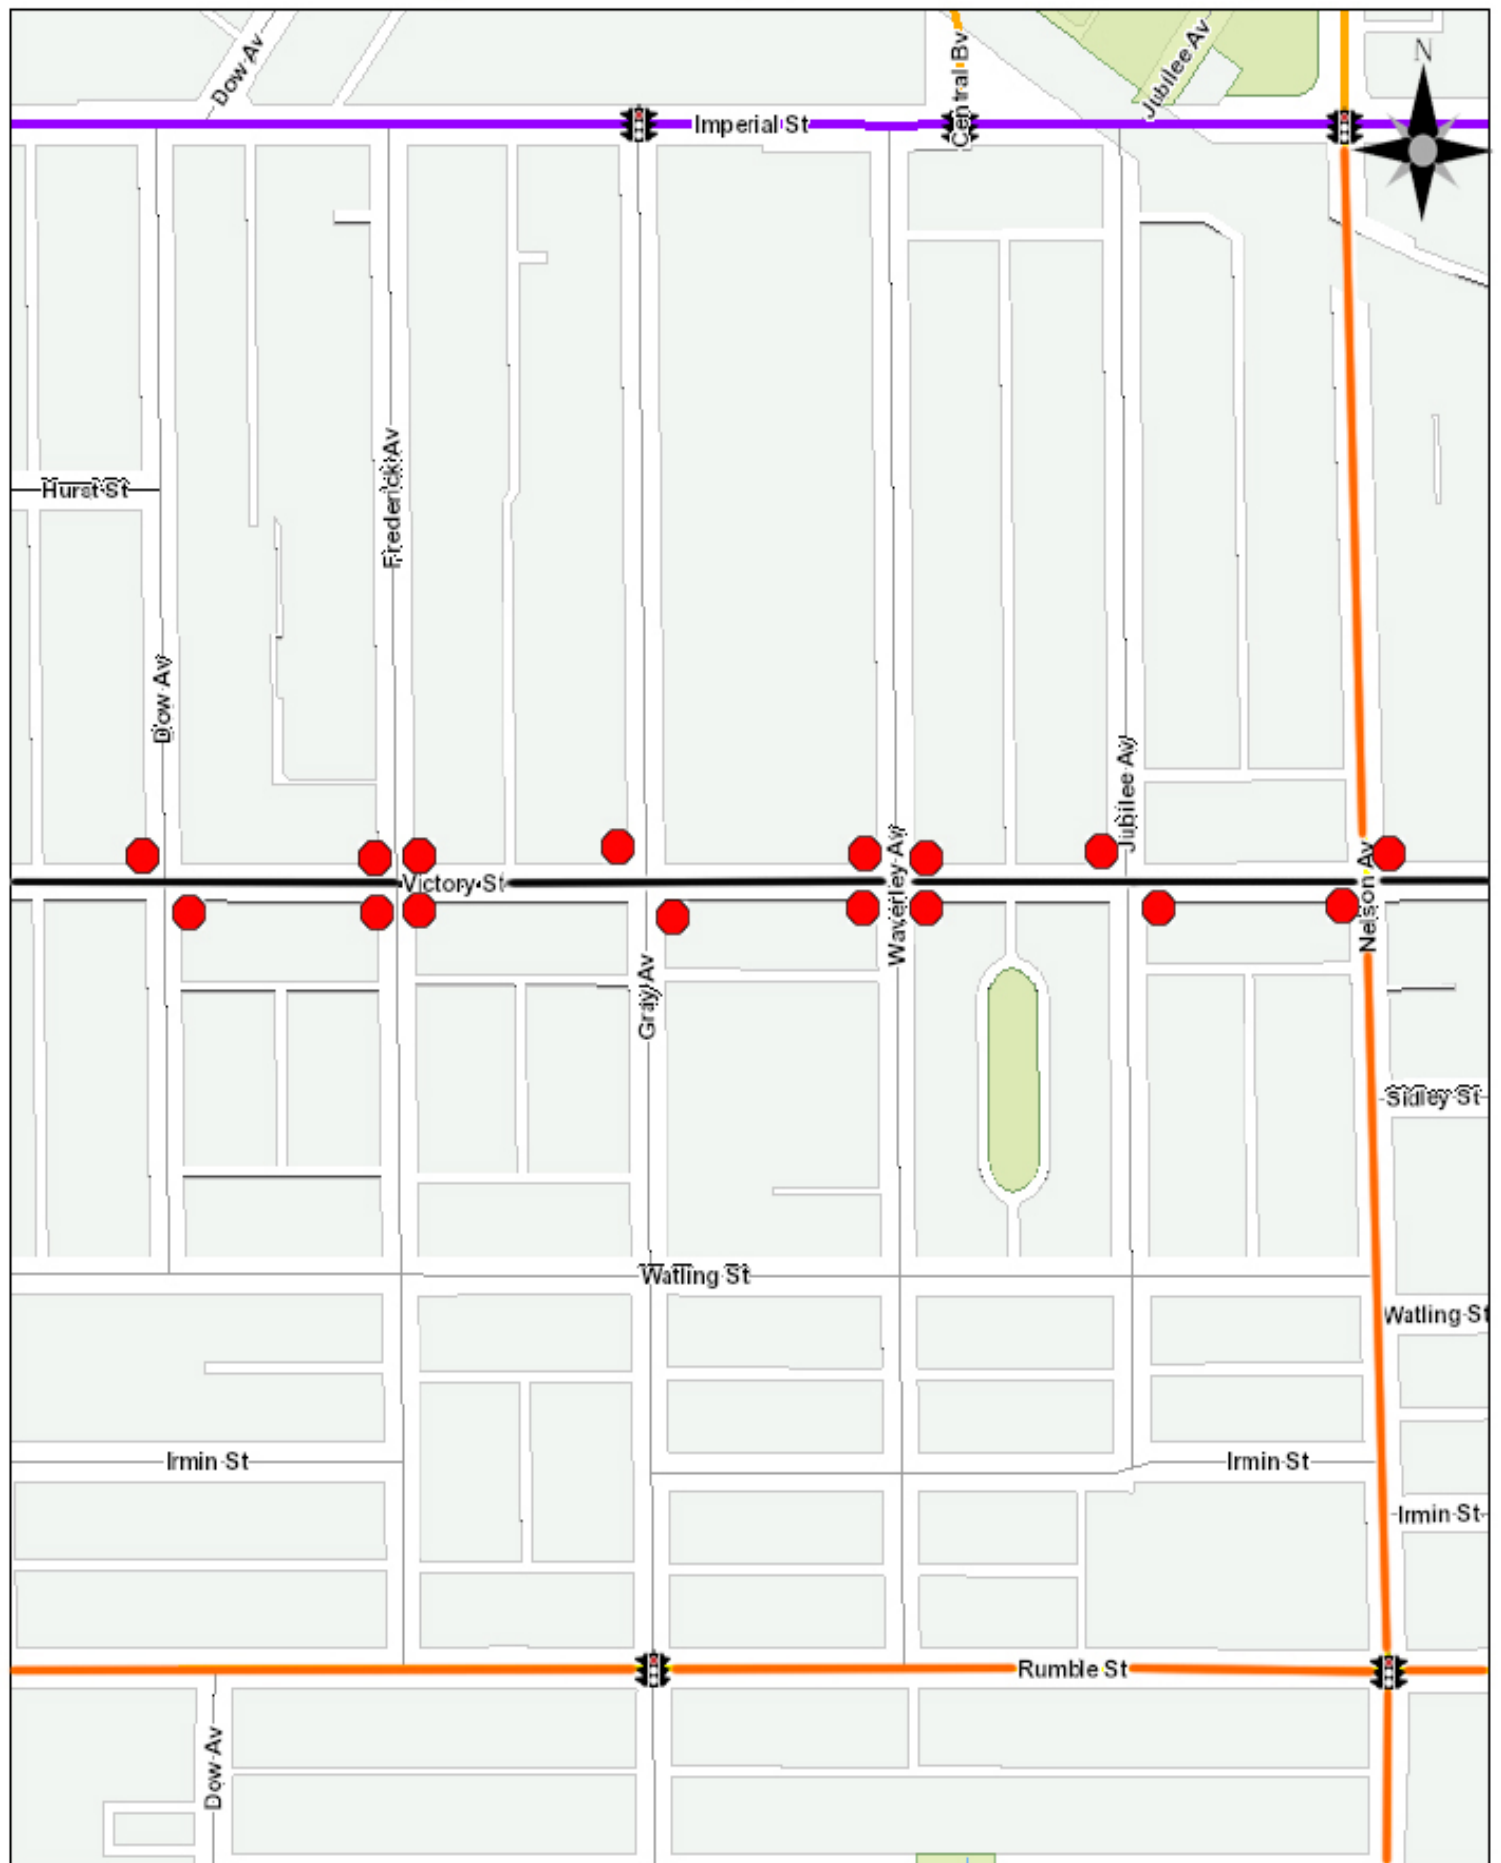 Dow Av
Central Bv
Jubilee Av
N
Imperial St
Hurst St
Frederick Av
Dow Av
Jubilee Av
Victory St
Waverley Av
Nelson Av
Gray Av
Sidley St
Watling St
Watling St
Irmin St
Irmin St
Irmin St
Rumble St
Dow Av